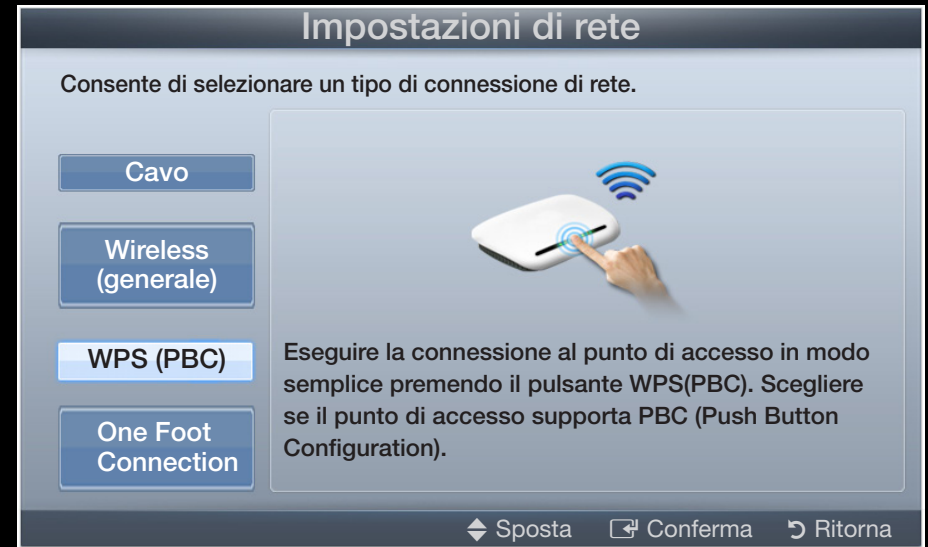 Impostazioni di rete
Consente di selezionare un tipo di connessione di rete.
Cavo
Wireless
(generale)
WPS (PBC)
One Foot
Connection
Eseguire la connessione al punto di accesso in modo
semplice premendo il pulsante WPS(PBC). Scegliere
se il punto di accesso supporta PBC (Push Button
Configuration).
Sposta Conferma Ritorna